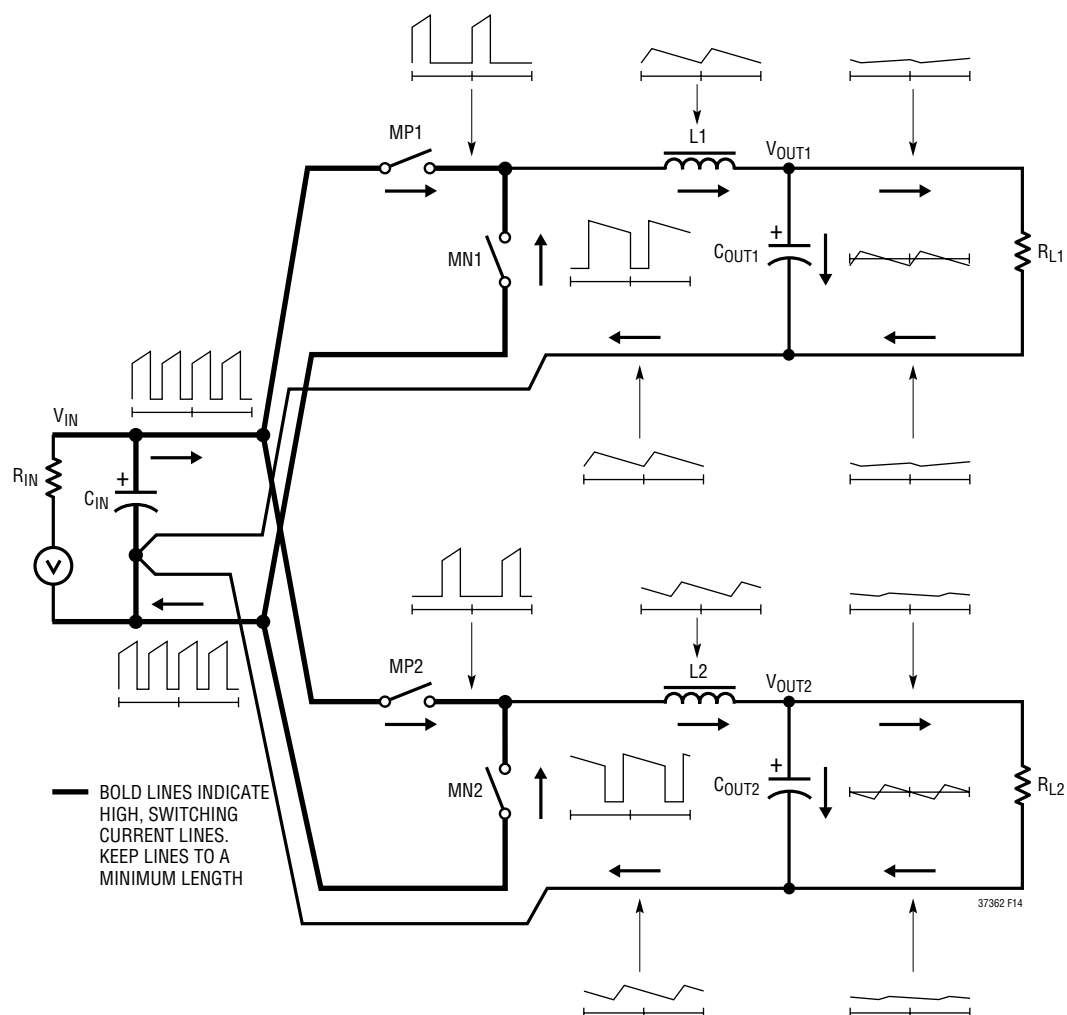 MP1
L1
VOUT1
MN1
+
COUT1
RL1
VIN
RIN
+
CIN
V
MP2
L2
VOUT2
MN2
+
COUT2
RL2
BOLD LINES INDICATE
HIGH, SWITCHING
CURRENT LINES.
KEEP LINES TO A
MINIMUM LENGTH
37362 F14